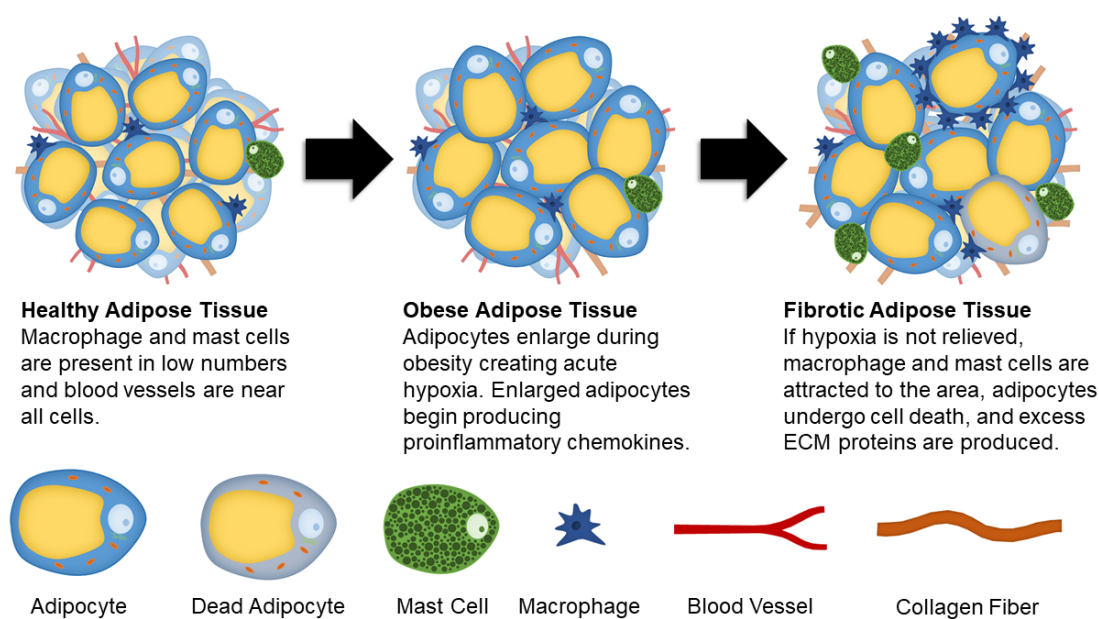 Healthy Adipose Tissue
Macrophage and mast cells
are present in low numbers
and blood vessels are near
all cells.
Obese Adipose Tissue
Adipocytes enlarge during
obesity creating acute
hypoxia. Enlarged adipocytes
begin producing
proinflammatory chemokines.
Fibrotic Adipose Tissue
If hypoxia is not relieved,
macrophage and mast cells are
attracted to the area, adipocytes
undergo cell death, and excess
ECM proteins are produced.
Adipocyte
Dead Adipocyte
Mast Cell
Macrophage
Blood Vessel
Collagen Fiber